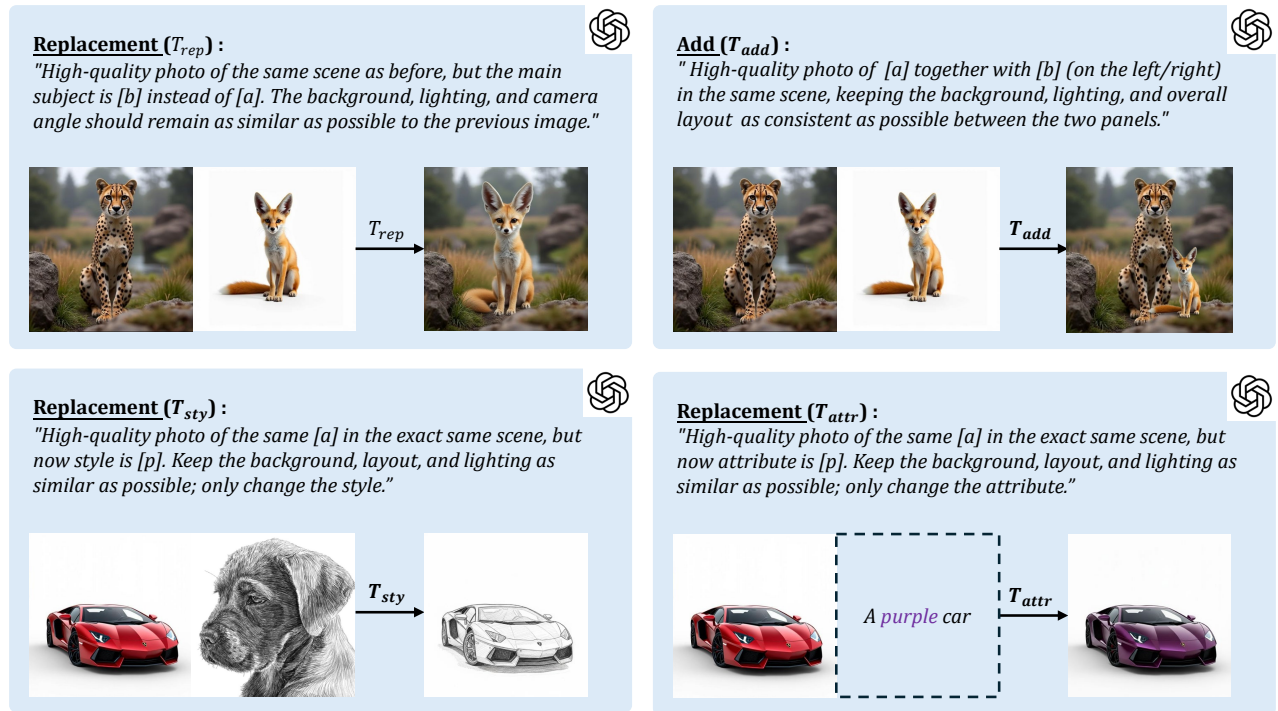 Replacement (T_rep) :
"High-quality photo of the same scene as before, but the main
subject is [b] instead of [a]. The background, lighting, and camera
angle should remain as similar as possible to the previous image."
T_rep
Add (T_add) :
" High-quality photo of [a] together with [b] (on the left/right)
in the same scene, keeping the background, lighting, and overall
layout as consistent as possible between the two panels."
T_add
Replacement (T_sty) :
"High-quality photo of the same [a] in the exact same scene, but
now style is [p]. Keep the background, layout, and lighting as
similar as possible; only change the style.”
T_sty
Replacement (T_attr) :
"High-quality photo of the same [a] in the exact same scene, but
now attribute is [p]. Keep the background, layout, and lighting as
similar as possible; only change the attribute.”
A purple car
T_attr